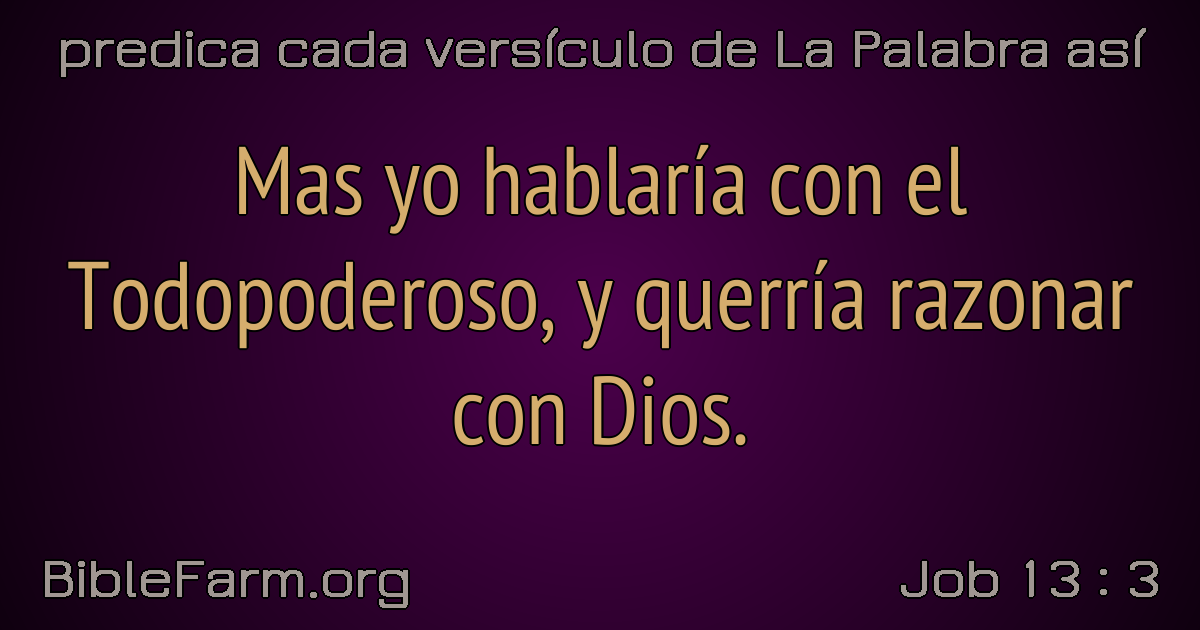 predica cada versículo de La Palabra así
Mas yo hablaría con el
Todopoderoso, y querría razonar
con Dios.
BibleFarm.org
Job 13 : 3